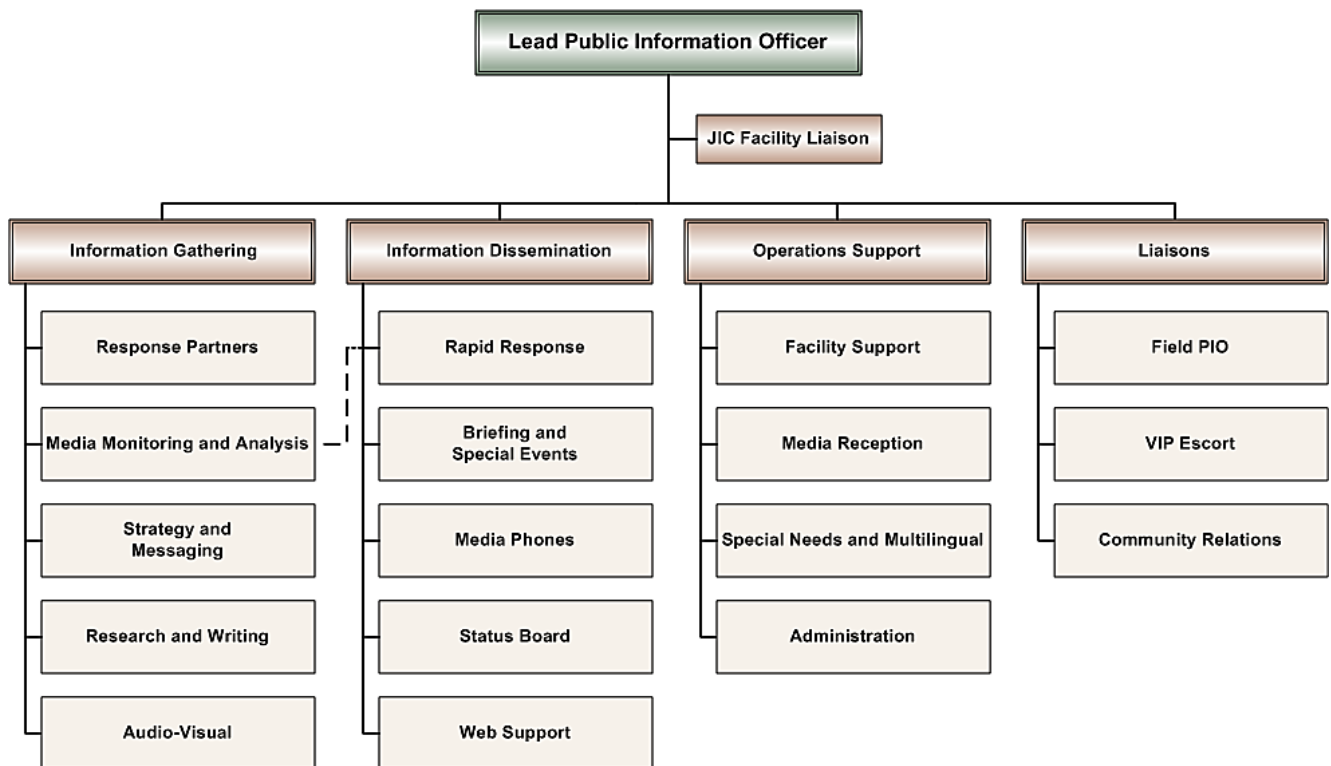 Lead Public Information Officer
JIC Facility Liaison
Information Gathering
Response Partners
Media Monitoring and Analysis
Strategy and
Messaging
Research and Writing
Audio-Visual
Information Dissemination
Rapid Response
Briefing and
Special Events
Media Phones
Status Board
Web Support
Operations Support
Facility Support
Media Reception
Special Needs and Multilingual
Administration
Liaisons
Field PIO
VIP Escort
Community Relations